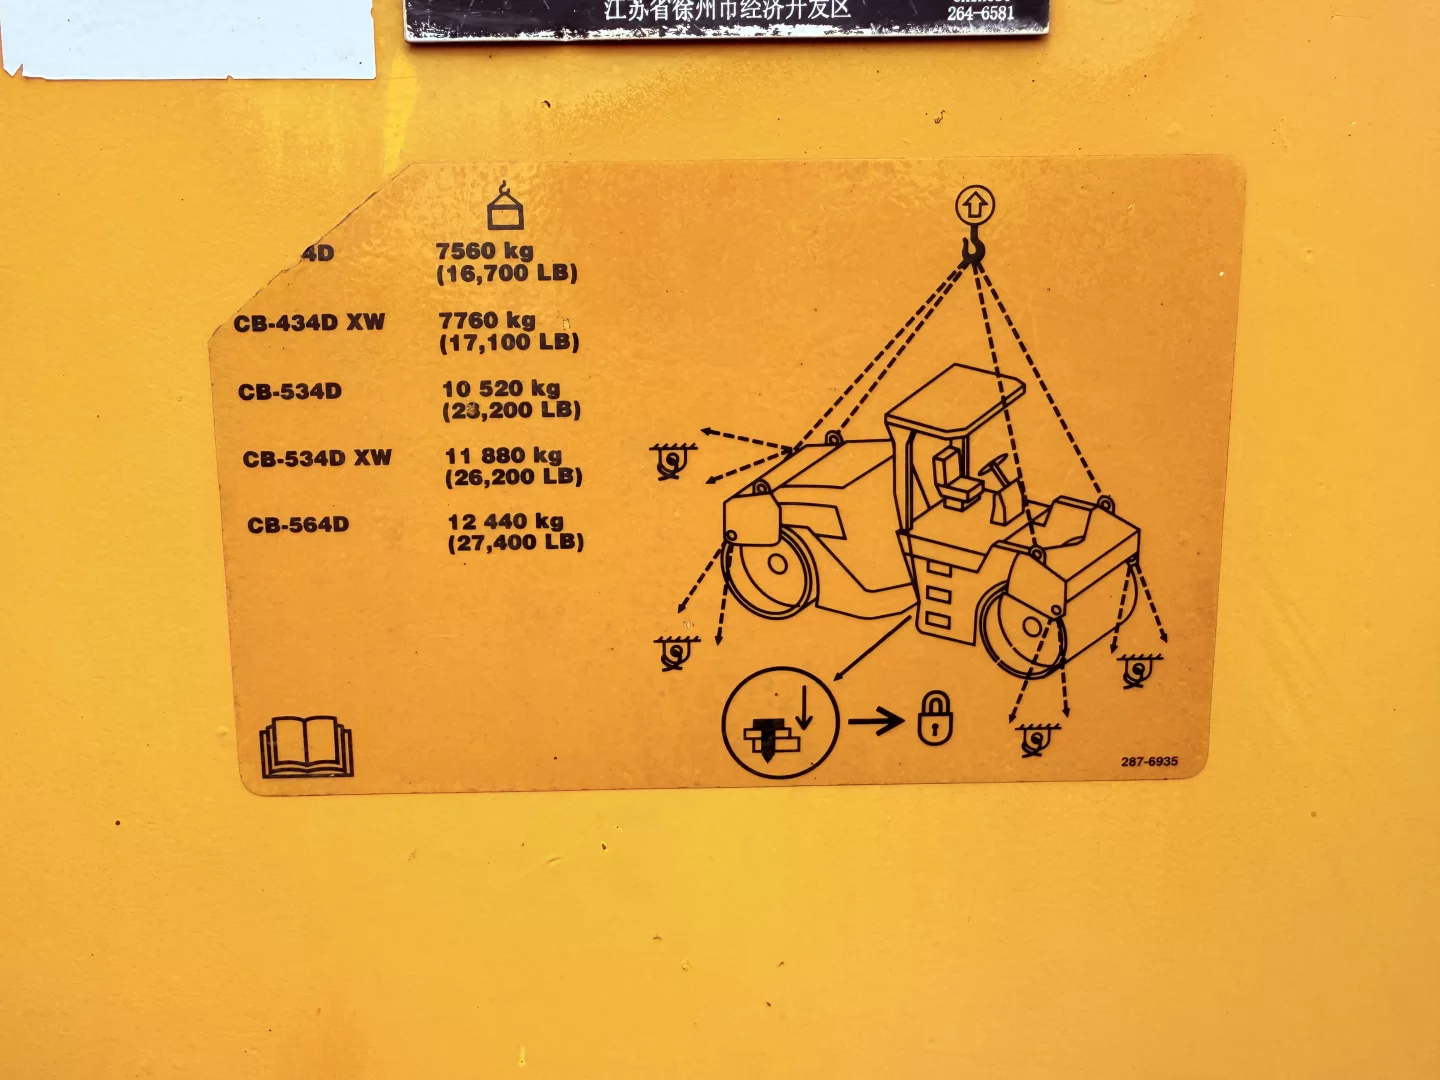 江苏省徐州市经济开发区
264-6581
4D 7560 kg
(16,700 LB)
CB-434D XW 7760 kg
(17,100 LB)
CB-534D 10 520 kg
(23,200 LB)
CB-534D XW 11 880 kg
(26,200 LB)
CB-564D 12 440 kg
(27,400 LB)
287-6935